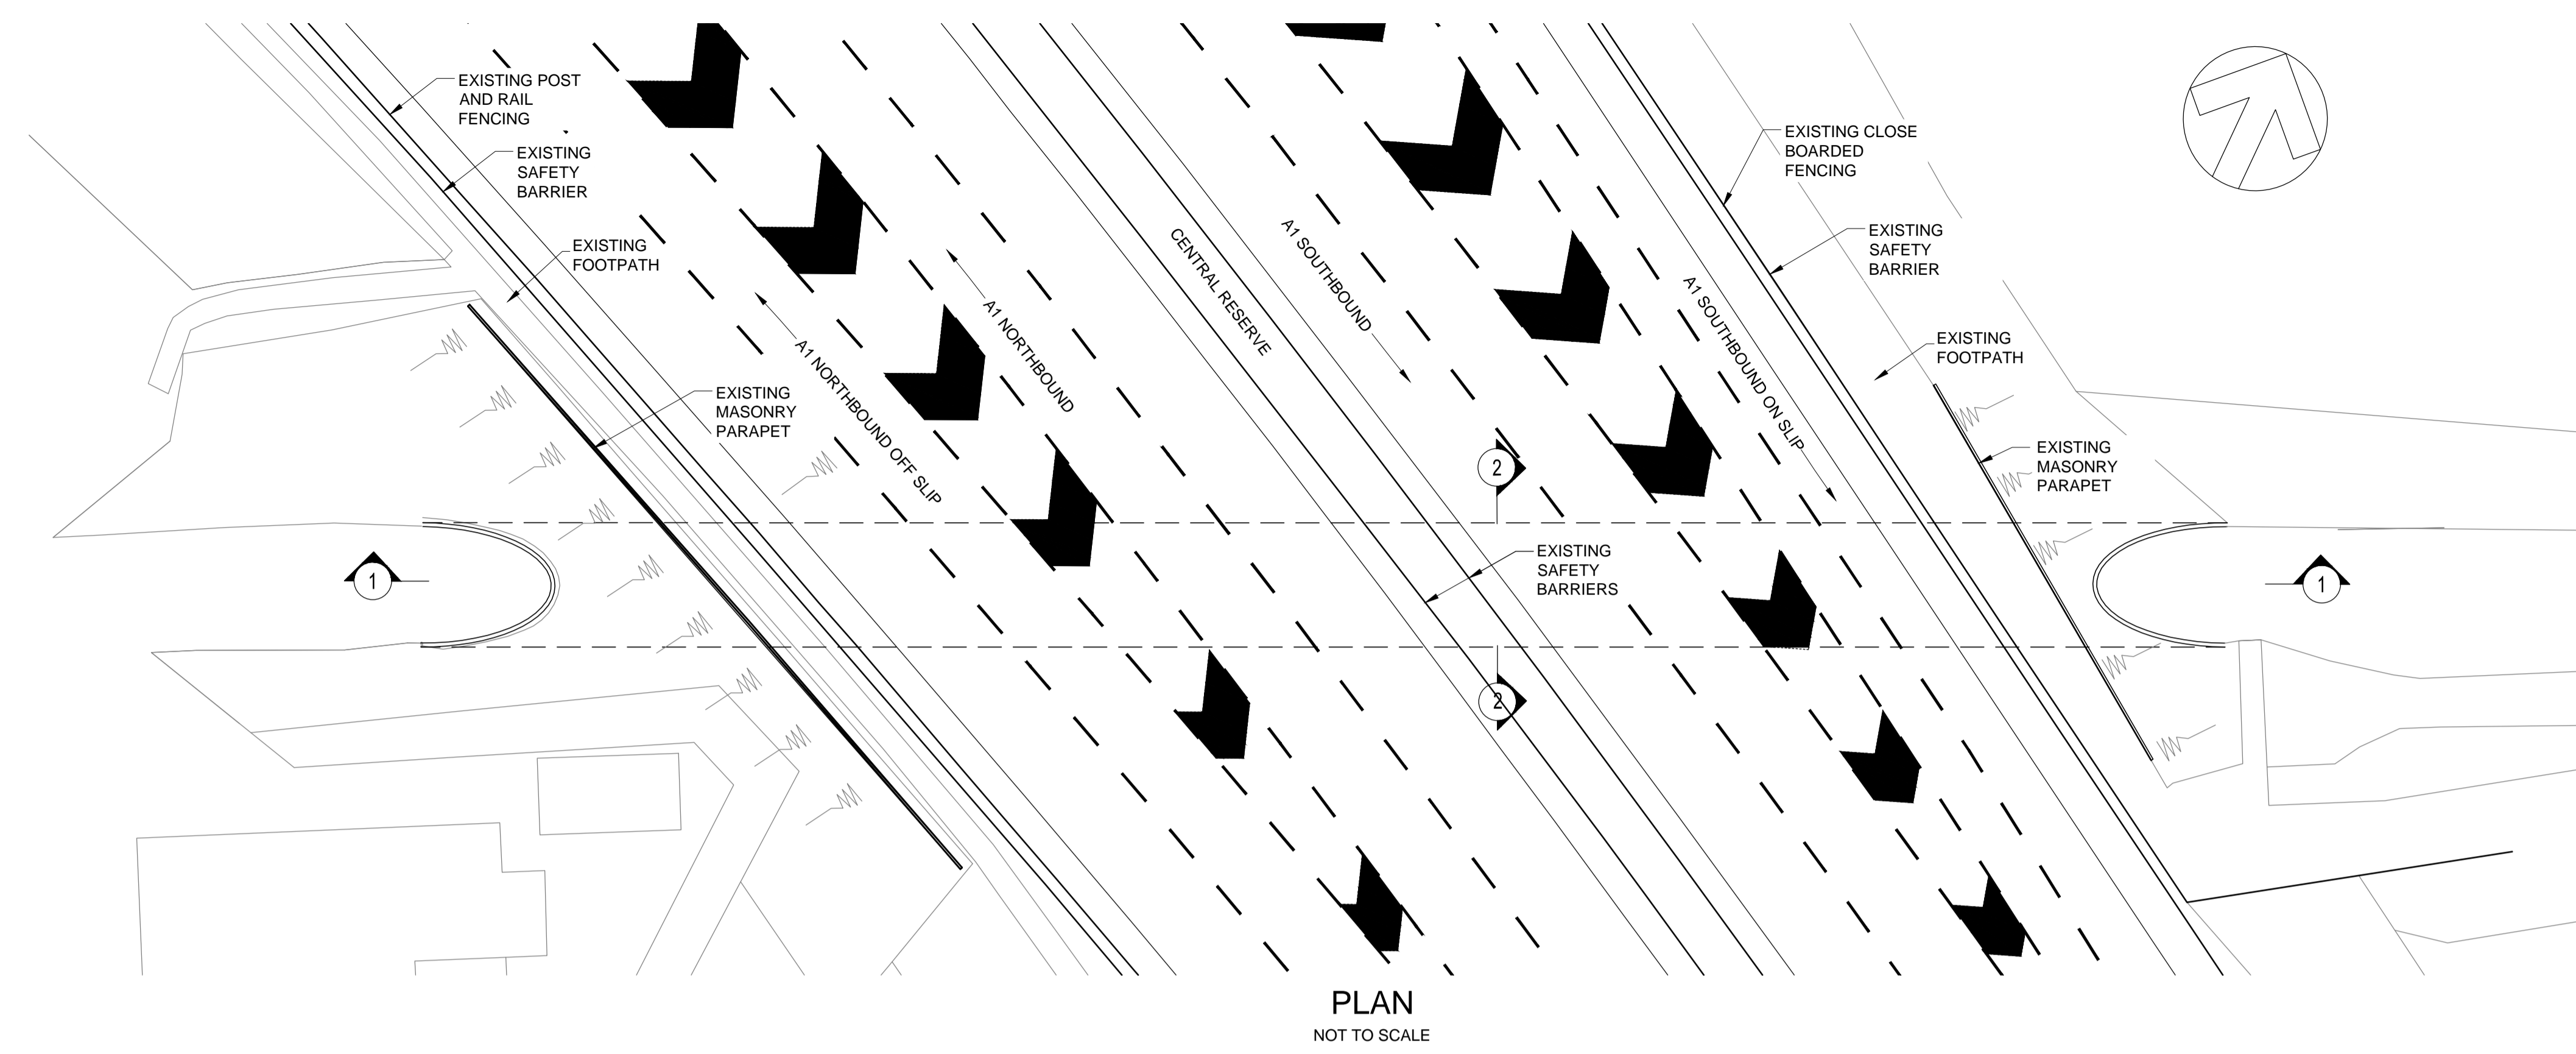 EXISTING POST
AND RAIL
FENCING
EXISTING
SAFETY
BARRIER
EXISTING
FOOTPATH
EXISTING
MASONRY
PARAPET
A1 NORTHBOUND OFF SLIP
A1 NORTHBOUND
CENTRAL RESERVE
A1 SOUTHBOUND
A1 SOUTHBOUND ON SLIP
EXISTING CLOSE
BOARDED
FENCING
EXISTING
SAFETY
BARRIER
EXISTING
FOOTPATH
EXISTING
MASONRY
PARAPET
2
EXISTING
SAFETY
BARRIERS
1
1
2
PLAN
NOT TO SCALE